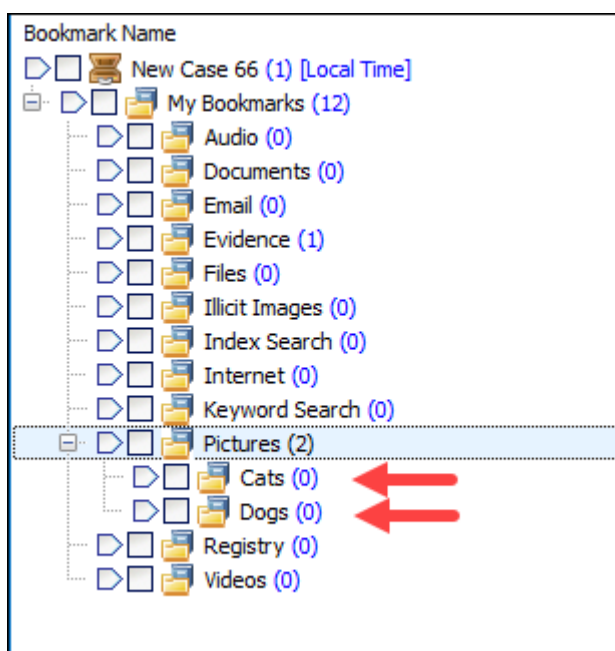 Bookmark Name
New Case 66 (1) [Local Time]
My Bookmarks (12)
Audio (0)
Documents (0)
Email (0)
Evidence (1)
Files (0)
Illicit Images (0)
Index Search (0)
Internet (0)
Keyword Search (0)
Pictures (2)
Cats (0)
Dogs (0)
Registry (0)
Videos (0)